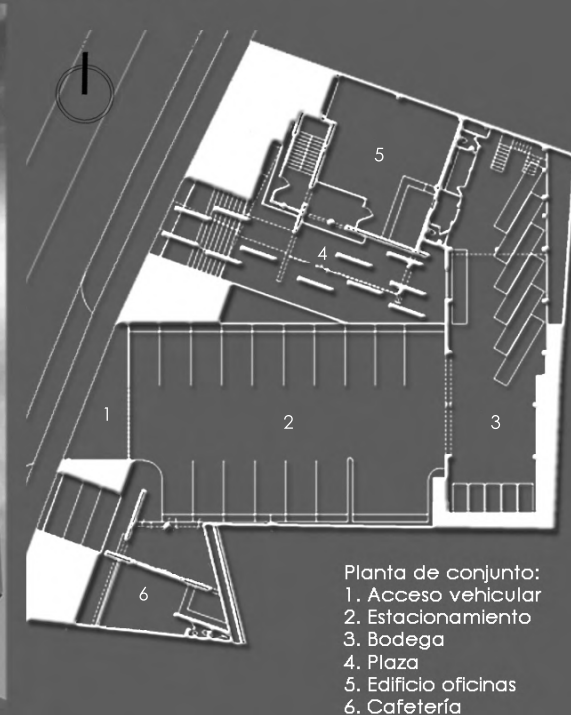 5
4
1
2
3
6
Planta de conjunto:
1. Acceso vehicular
2. Estacionamiento
3. Bodega
4. Plaza
5. Edificio oficinas
6. Cafetería